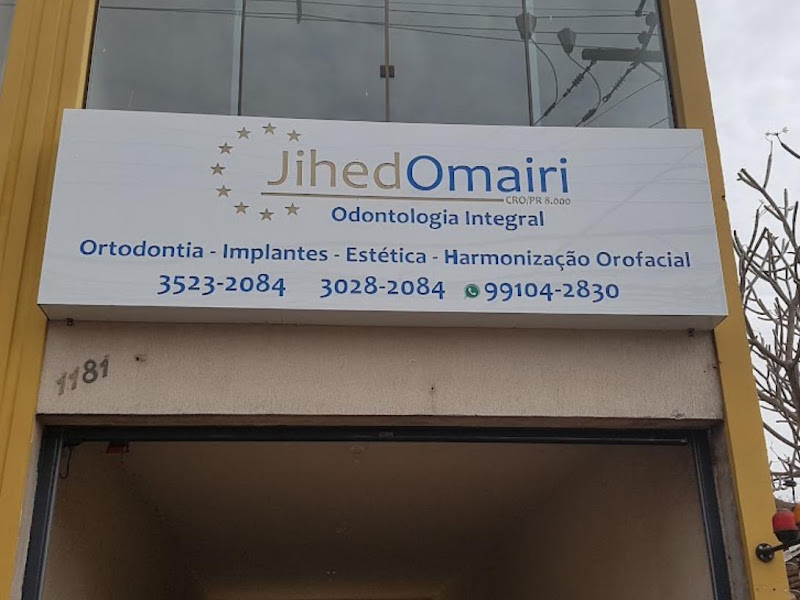 JihedOmairi
CRO/PR 8.000
Odontologia Integral
Ortodontia - Implantes - Estética - Harmonização Orofacial
3523-2084 3028-2084 99104-2830
1181